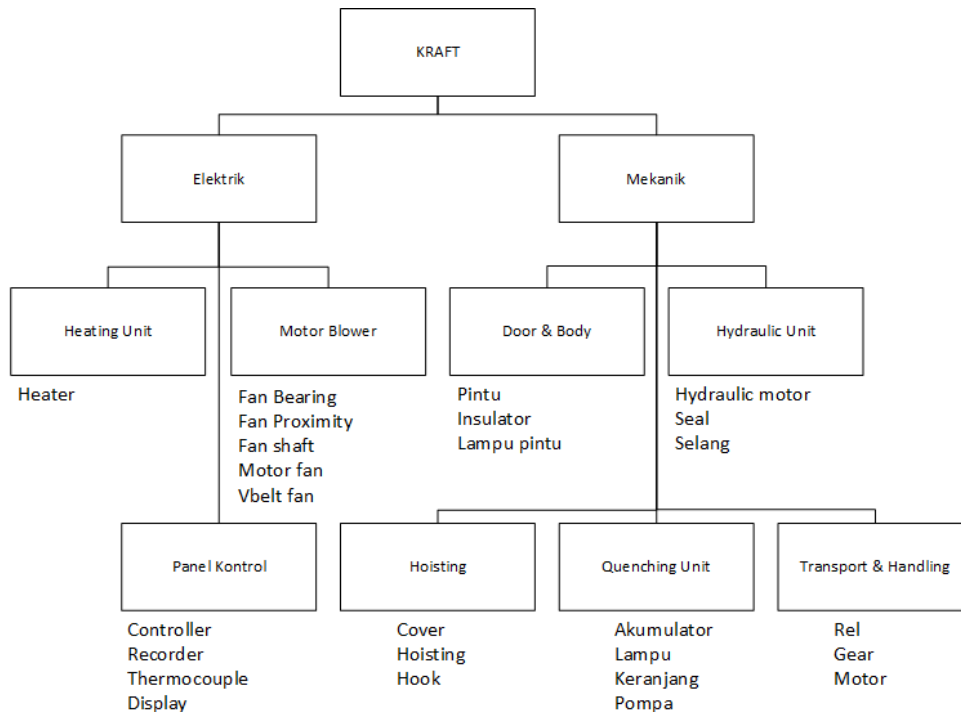 KRAFT
Elektrik
Mekanik
Heating Unit
Motor Blower
Door & Body
Hydraulic Unit
Heater
Fan Bearing
Fan Proximity
Fan shaft
Motor fan
Vbelt fan
Pintu
Insulator
Lampu pintu
Hydraulic motor
Seal
Selang
Panel Kontrol
Hoisting
Quenching Unit
Transport & Handling
Controller
Recorder
Thermocouple
Display
Cover
Hoisting
Hook
Akumulator
Lampu
Keranjang
Pompa
Rel
Gear
Motor